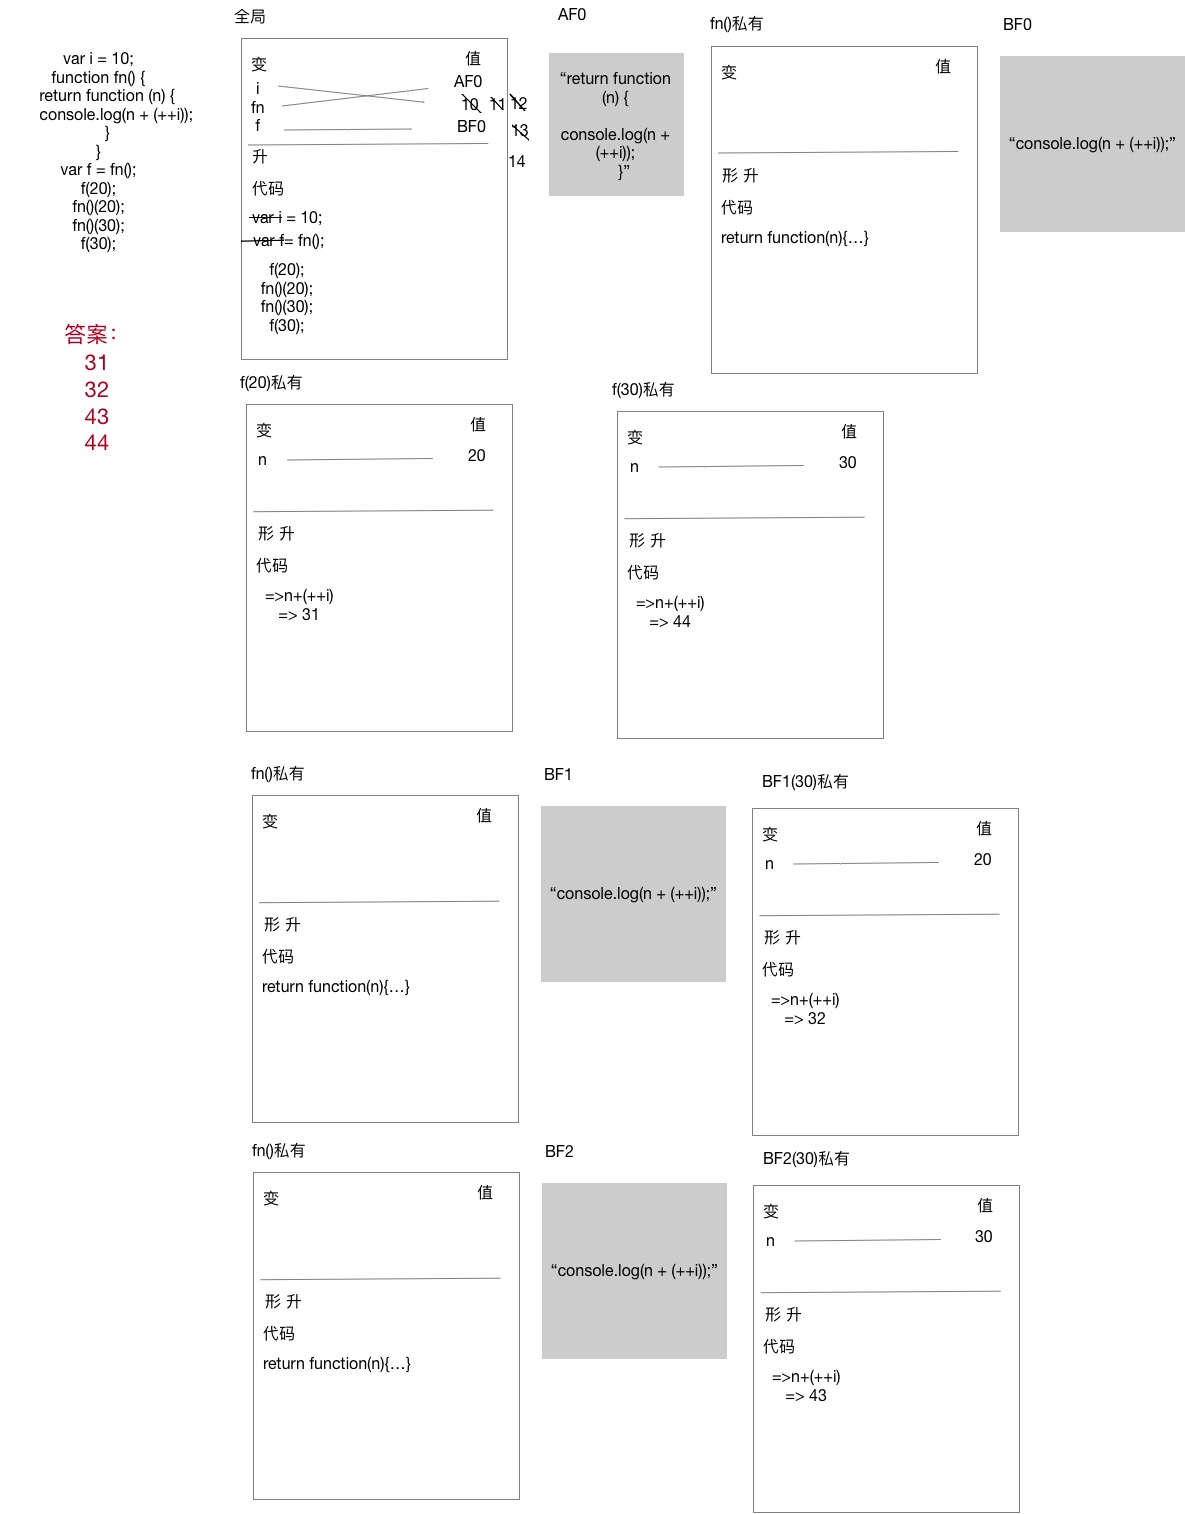 var i = 10;
function fn() {
return function (n) {
console.log(n + (++i));
}
}
var f = fn();
f(20);
fn()(20);
fn()(30);
f(30);
答案：
31
32
43
44
全局
变
值
i
AF0
fn
10 11 12
f
BF0
13
14
升
代码
var i = 10;
var f= fn();
f(20);
fn()(20);
fn()(30);
f(30);
AF0
“return function
(n) {
console.log(n +
(++i));
}”
fn()私有
变
值
形 升
代码
return function(n){…}
BF0
“console.log(n + (++i));”
f(20)私有
变
值
n
20
形 升
代码
=>n+(++i)
=> 31
f(30)私有
变
值
n
30
形 升
代码
=>n+(++i)
=> 44
fn()私有
变
值
形 升
代码
return function(n){…}
BF1
“console.log(n + (++i));”
BF1(30)私有
变
值
n
20
形 升
代码
=>n+(++i)
=> 32
fn()私有
变
值
形 升
代码
return function(n){…}
BF2
“console.log(n + (++i));”
BF2(30)私有
变
值
n
30
形 升
代码
=>n+(++i)
=> 43